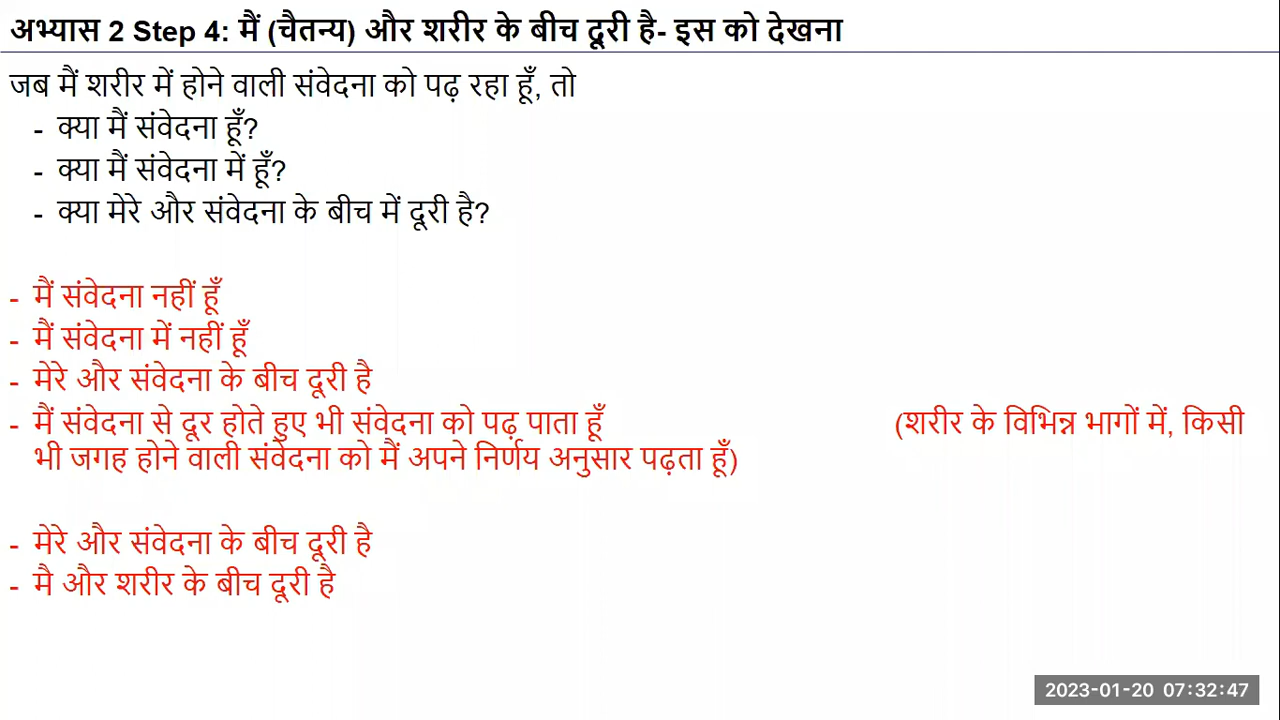 अभ्यास 2 Step 4: मैं (चैतन्य) और शरीर के बीच दूरी है- इस को देखना
जब मैं शरीर में होने वाली संवेदना को पढ़ रहा हूँ, तो
- क्या मैं संवेदना हूँ?
- क्या मैं संवेदना में हूँ?
- क्या मेरे और संवेदना के बीच में दूरी है?
- मैं संवेदना नहीं हूँ
- मैं संवेदना में नहीं हूँ
- मेरे और संवेदना के बीच दूरी है
- मैं संवेदना से दूर होते हुए भी संवेदना को पढ़ पाता हूँ (शरीर के विभिन्न भागों में, किसी
भी जगह होने वाली संवेदना को मैं अपने निर्णय अनुसार पढ़ता हूँ)
- मेरे और संवेदना के बीच दूरी है
- मै और शरीर के बीच दूरी है
2023-01-20 07:32:47